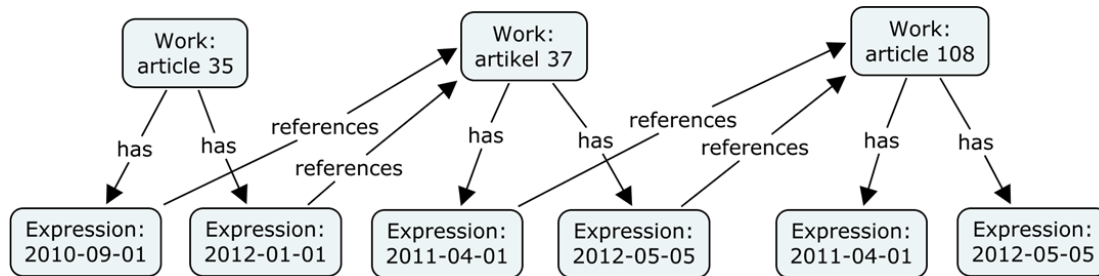 Work:
article 35
Work:
artikel 37
Work:
article 108
references
references
has
has
has
has
references
references
has
has
Expression:
2010-09-01
Expression:
2012-01-01
Expression:
2011-04-01
Expression:
2012-05-05
Expression:
2011-04-01
Expression:
2012-05-05